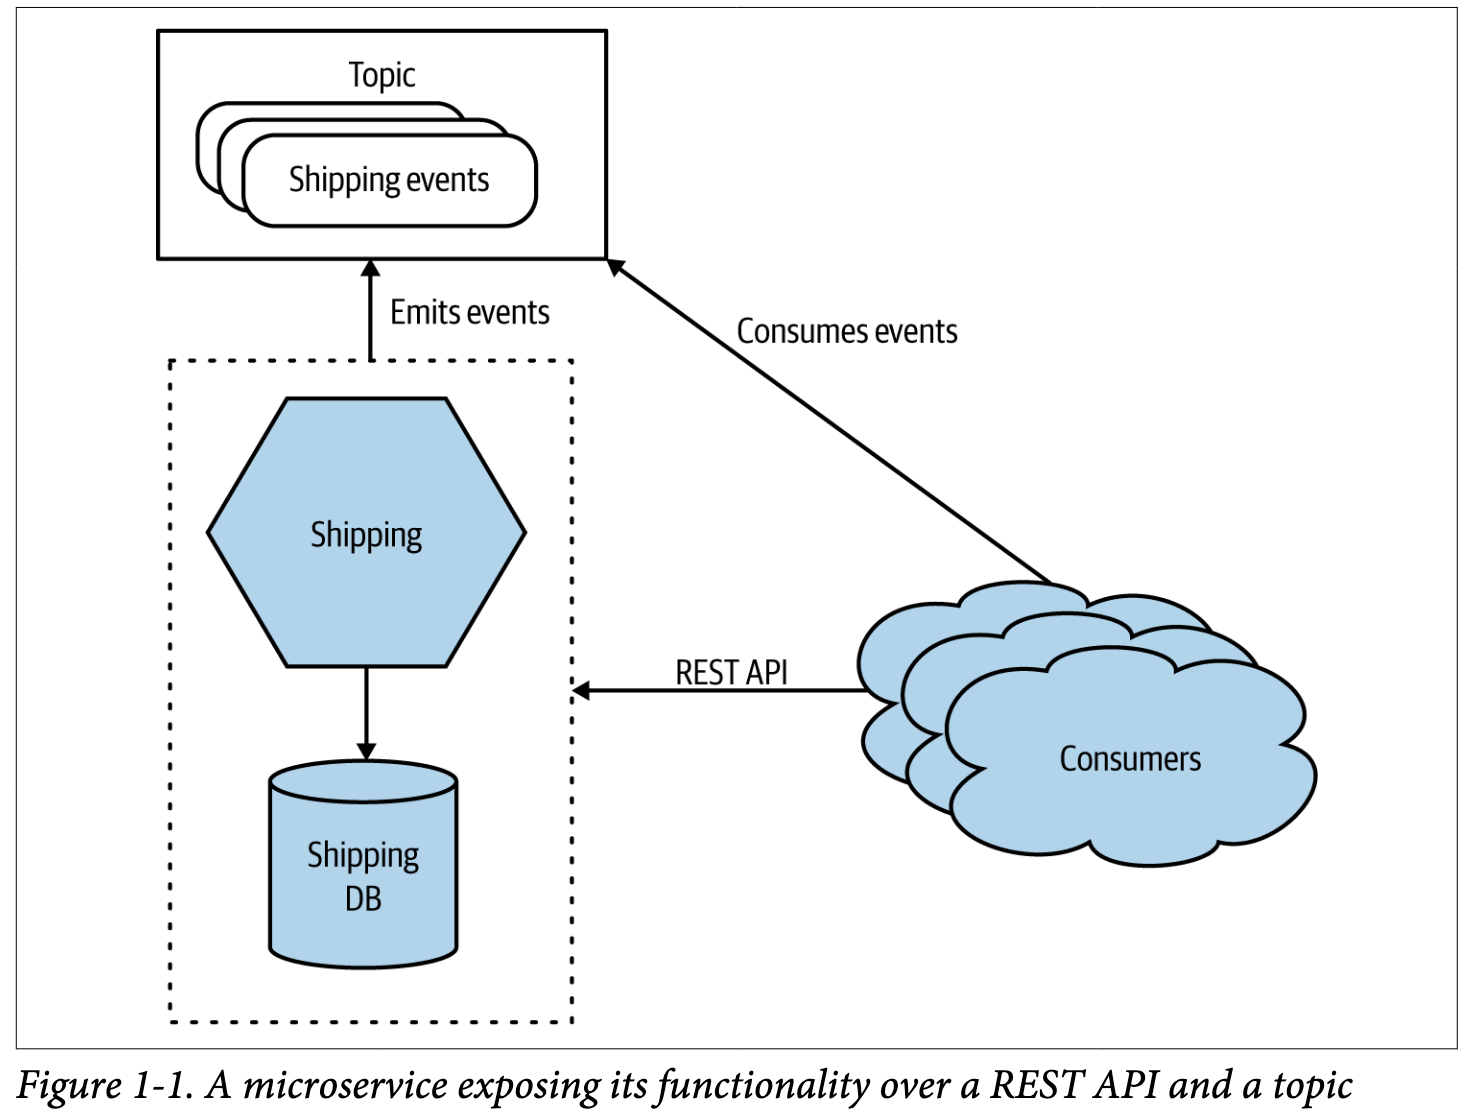 Topic
Shipping events
Emits events
Consumes events
Shipping
REST API
Consumers
Shipping
DB
Figure 1-1. A microservice exposing its functionality over a REST API and a topic